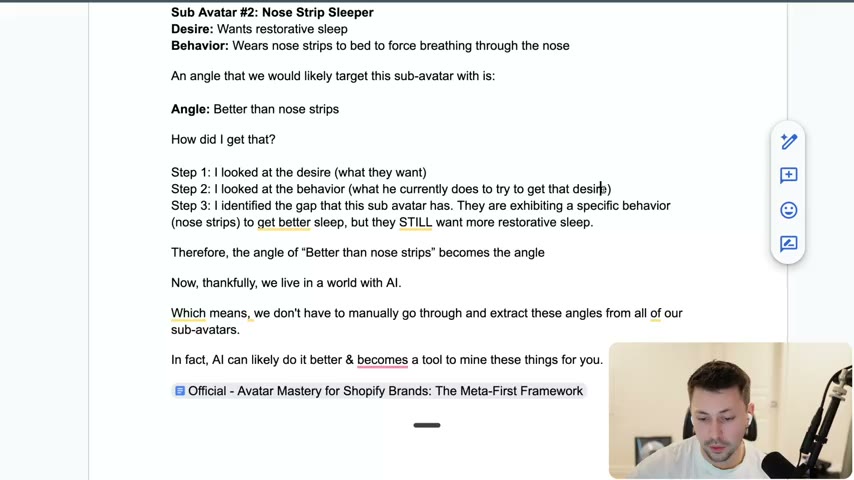 Sub Avatar #2: Nose Strip Sleeper
Desire: Wants restorative sleep
Behavior: Wears nose strips to bed to force breathing through the nose
An angle that we would likely target this sub-avatar with is:
Angle: Better than nose strips
How did I get that?
Step 1: I looked at the desire (what they want)
Step 2: I looked at the behavior (what he currently does to try to get that desire)
Step 3: I identified the gap that this sub avatar has. They are exhibiting a specific behavior
(nose strips) to get better sleep, but they STILL want more restorative sleep.
Therefore, the angle of “Better than nose strips” becomes the angle
Now, thankfully, we live in a world with AI.
Which means, we don't have to manually go through and extract these angles from all of our
sub-avatars.
In fact, AI can likely do it better & becomes a tool to mine these things for you.
Official - Avatar Mastery for Shopify Brands: The Meta-First Framework